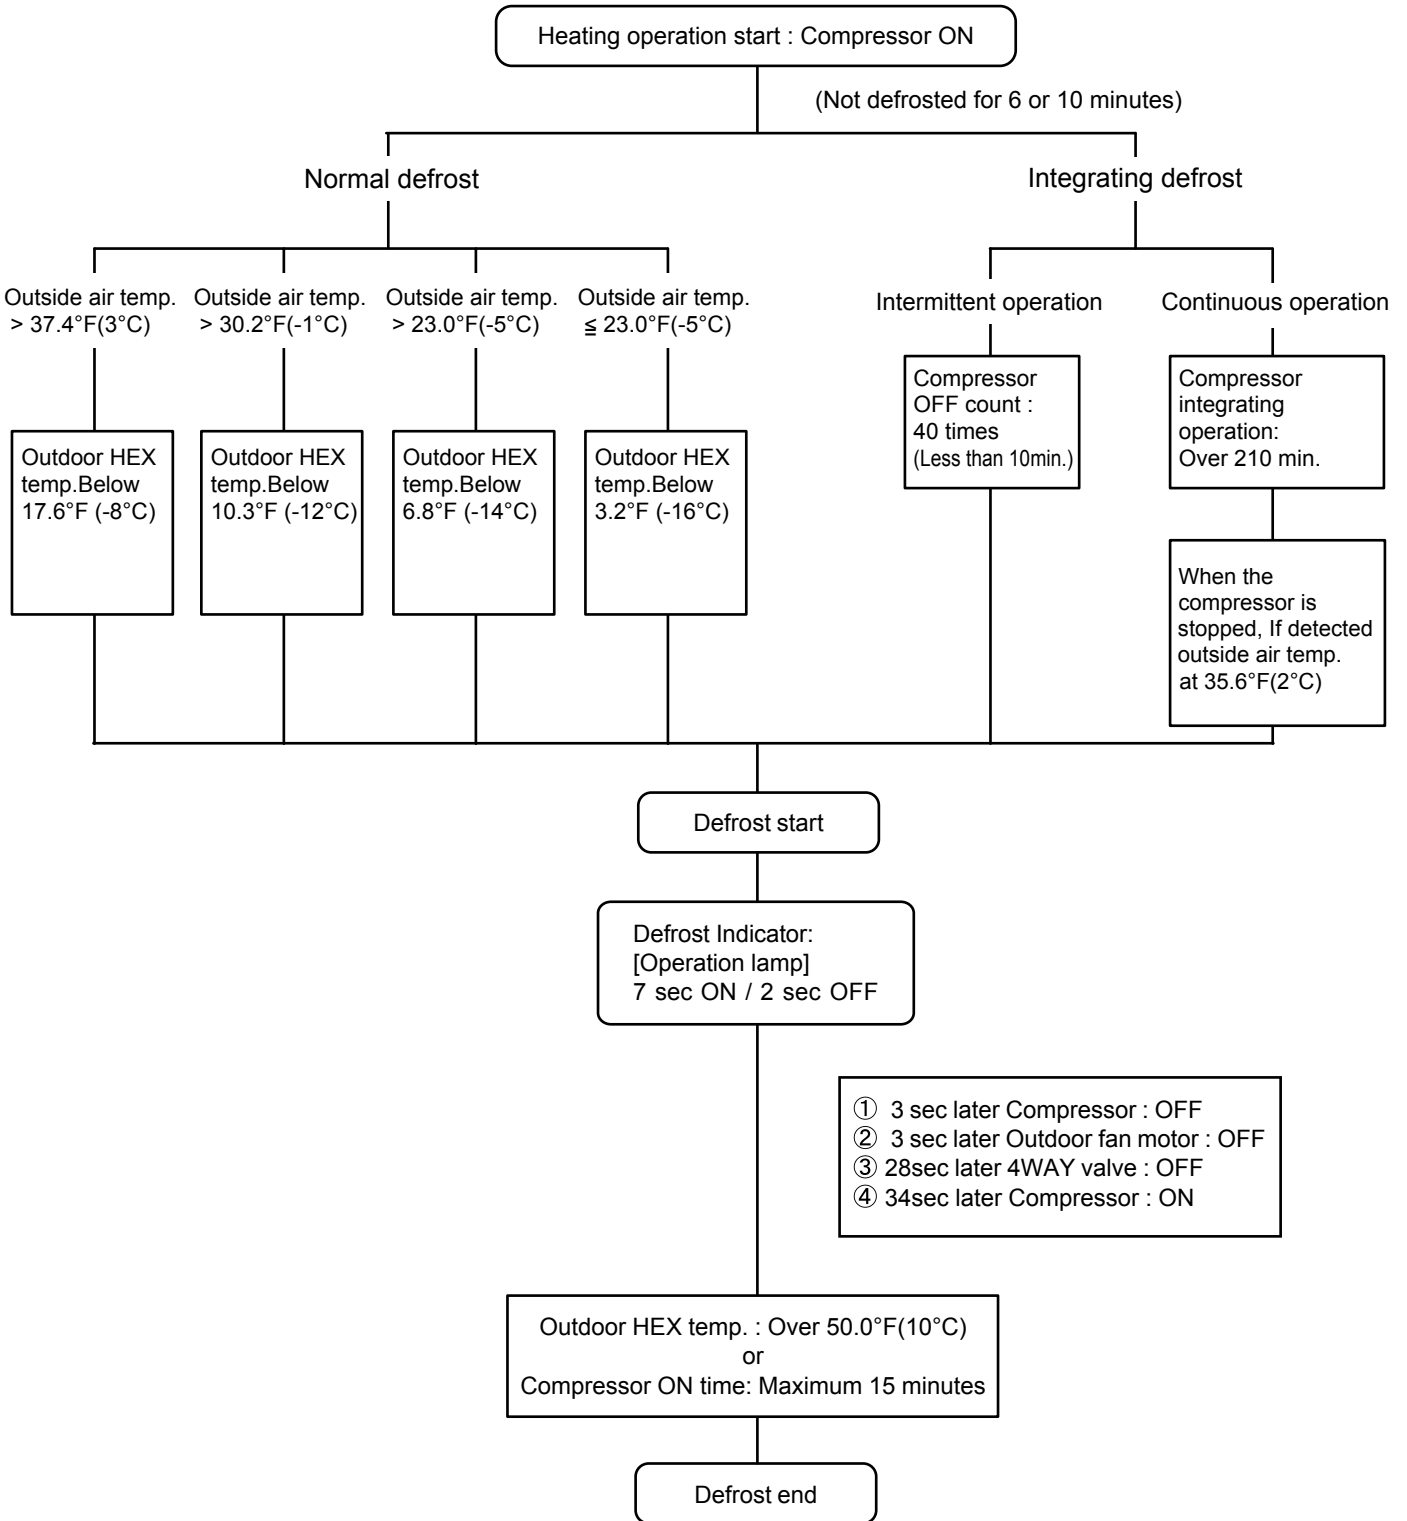 Heating operation start : Compressor ON
(Not defrosted for 6 or 10 minutes)
Normal defrost
Integrating defrost
Outside air temp.
> 37.4°F(3°C)
Outside air temp.
> 30.2°F(-1°C)
Outside air temp.
> 23.0°F(-5°C)
Outside air temp.
≦ 23.0°F(-5°C)
Intermittent operation
Continuous operation
Outdoor HEX
temp.Below
17.6°F (-8°C)
Outdoor HEX
temp.Below
10.3°F (-12°C)
Outdoor HEX
temp.Below
6.8°F (-14°C)
Outdoor HEX
temp.Below
3.2°F (-16°C)
Compressor
OFF count :
40 times
(Less than 10min.)
Compressor
integrating
operation:
Over 210 min.
When the
compressor is
stopped, If detected
outside air temp.
at 35.6°F(2°C)
Defrost start
Defrost Indicator:
[Operation lamp]
7 sec ON / 2 sec OFF
① 3 sec later Compressor : OFF
② 3 sec later Outdoor fan motor : OFF
③ 28sec later 4WAY valve : OFF
④ 34sec later Compressor : ON
Outdoor HEX temp. : Over 50.0°F(10°C)
or
Compressor ON time: Maximum 15 minutes
Defrost end